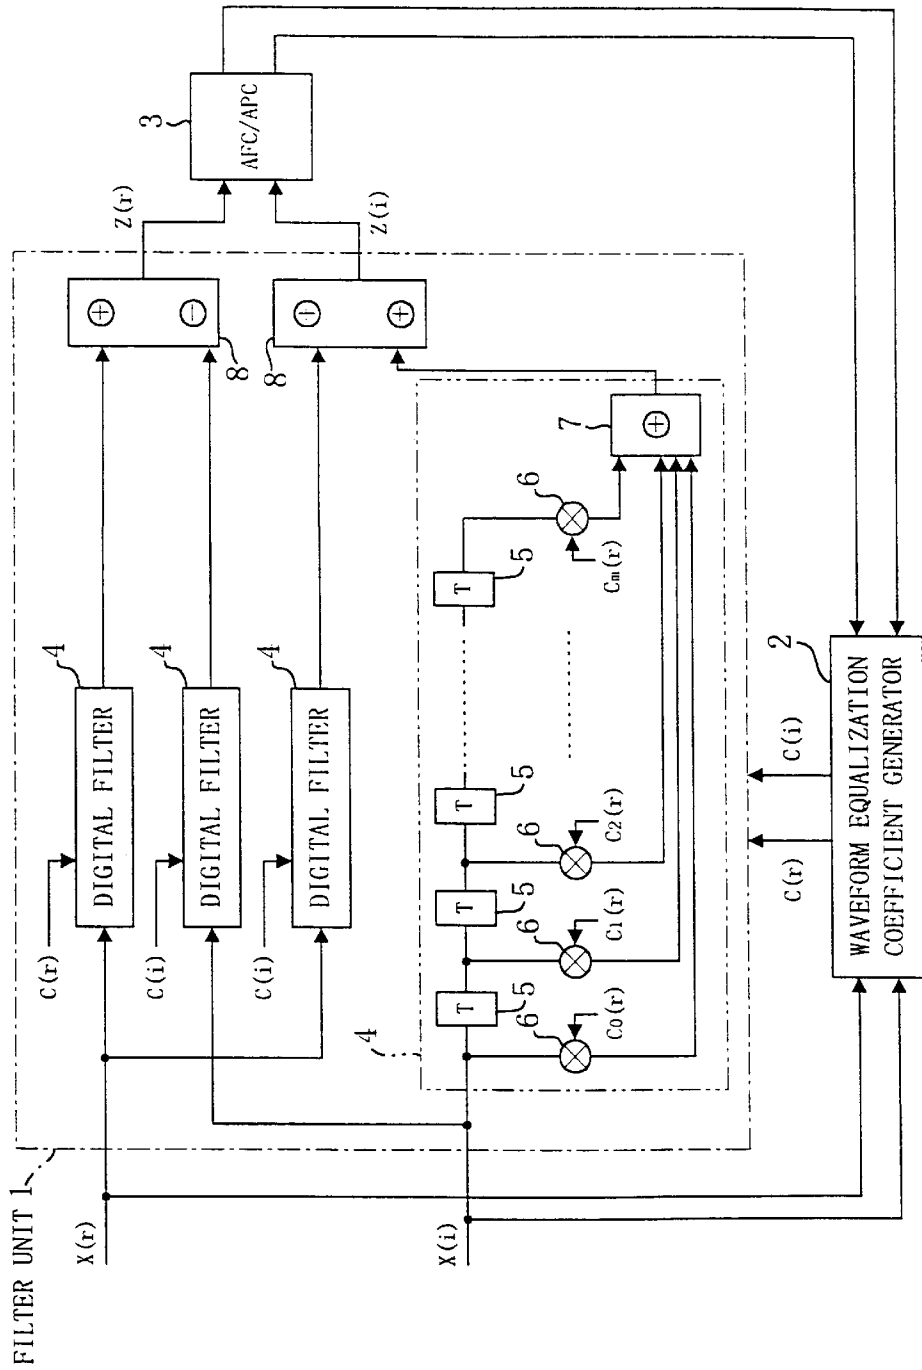 FILTER UNIT 1
X(r)
X(i)
C(r)
C(i)
C(i)
DIGITAL FILTER
4
DIGITAL FILTER
4
DIGITAL FILTER
4
8
8
Z(r)
Z(i)
3
AFC/APC
4
T
5
T
5
T
5
T
5
6
C0(r)
6
C1(r)
6
C2(r)
6
Cm(r)
7
C(r)
C(i)
2
WAVEFORM EQUALIZATION
COEFFICIENT GENERATOR